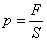 p = F/S